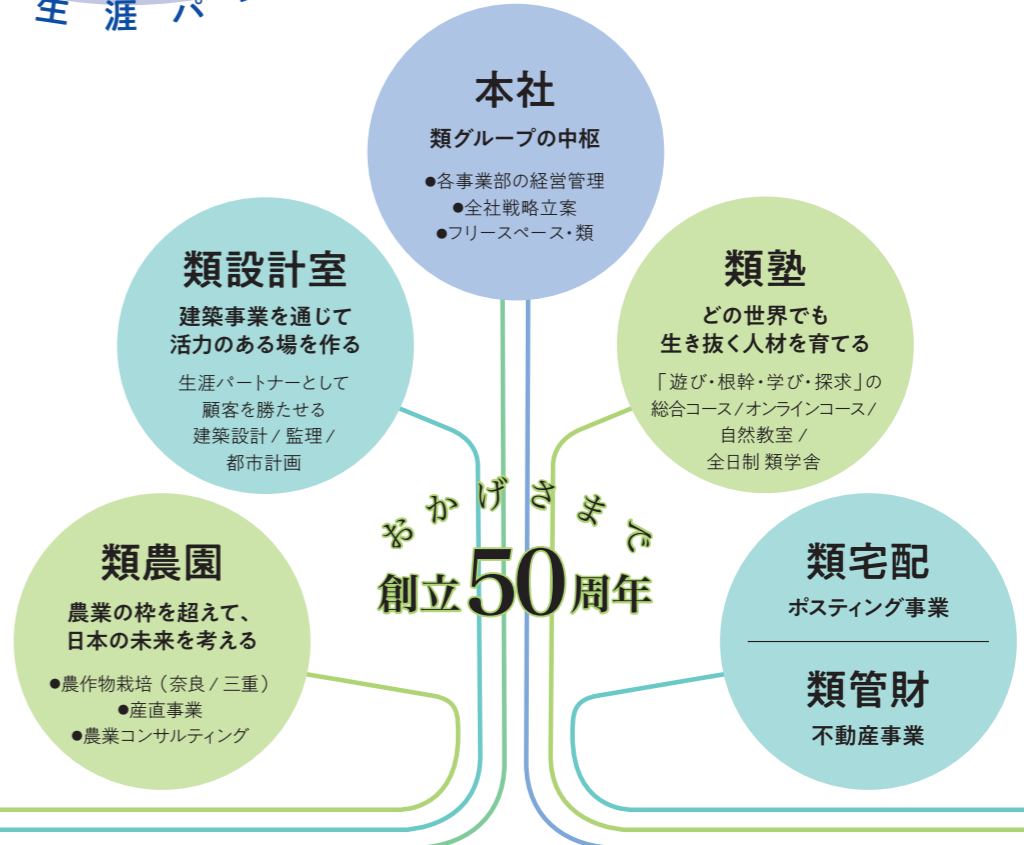 生涯パ
本社
類グループの中枢
●各事業部の経営管理
●全社戦略立案
●フリースペース・類
類設計室
建築事業を通じて
活力のある場を作る
生涯パートナーとして
顧客を勝たせる
建築設計 / 監理 /
都市計画
類塾
どの世界でも
生き抜く人材を育てる
「遊び・根幹・学び・探求」の
総合コース/オンラインコース/
自然教室 /
全日制 類学舎
おかげさまで
創立50周年
類農園
農業の枠を超えて、
日本の未来を考える
●農作物栽培（奈良 / 三重）
●産直事業
●農業コンサルティング
類宅配
ポスティング事業
類管財
不動産事業